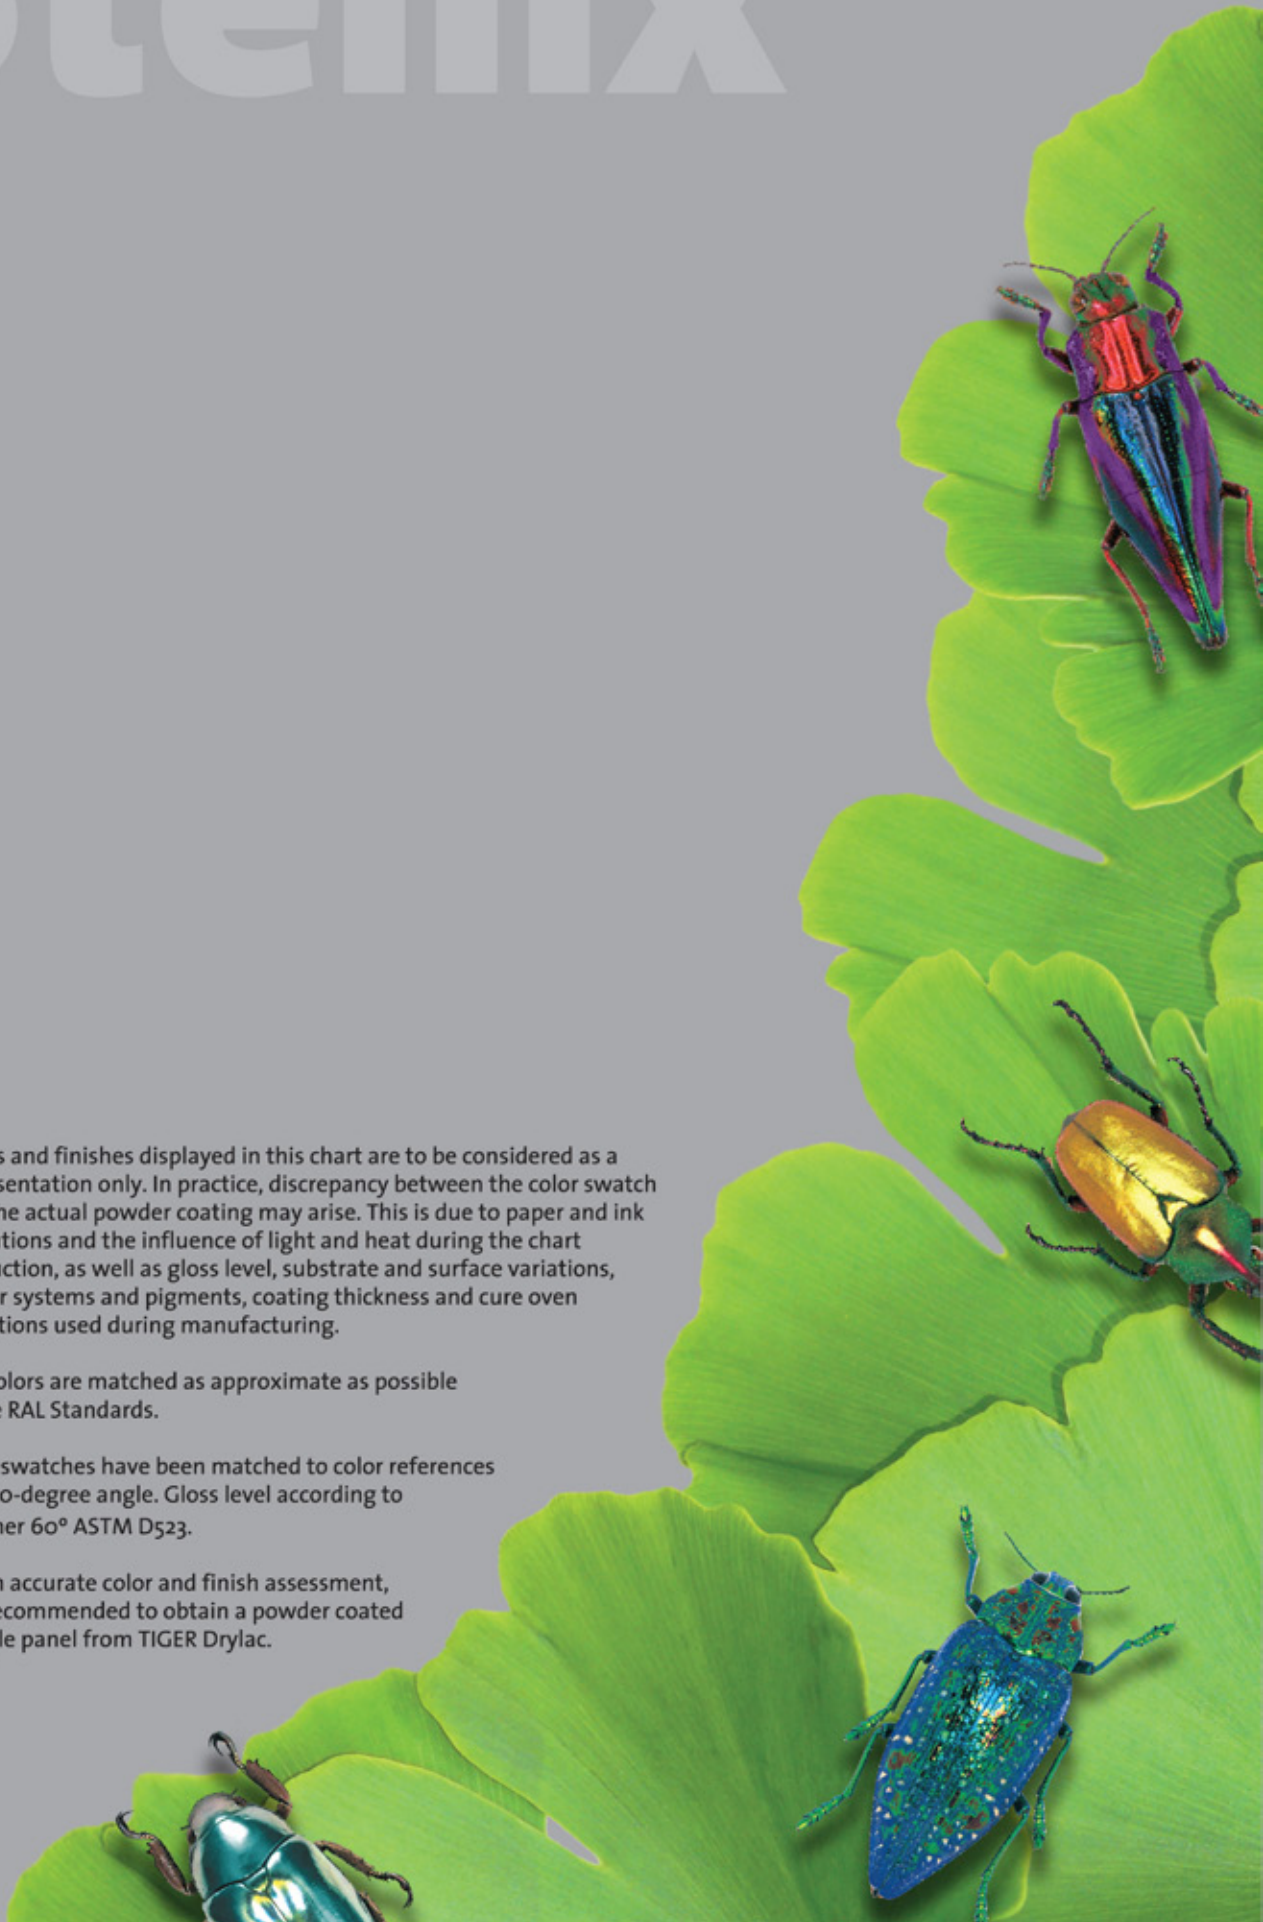 otenix
s and finishes displayed in this chart are to be considered as a
sentation only. In practice, discrepancy between the color swatch
he actual powder coating may arise. This is due to paper and ink
tions and the influence of light and heat during the chart
ction, as well as gloss level, substrate and surface variations,
r systems and pigments, coating thickness and cure oven
tions used during manufacturing.
olors are matched as approximate as possible
e RAL Standards.
swatches have been matched to color references
0-degree angle. Gloss level according to
ner 60° ASTM D523.
n accurate color and finish assessment,
ecommended to obtain a powder coated
le panel from TIGER Drylac.